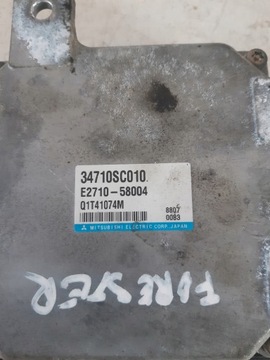 34710SC010
E2710-58004
Q1T41074M
8807
0083
MITSUBISHI ELECTRIC CORP. JAPAN
FORESTER